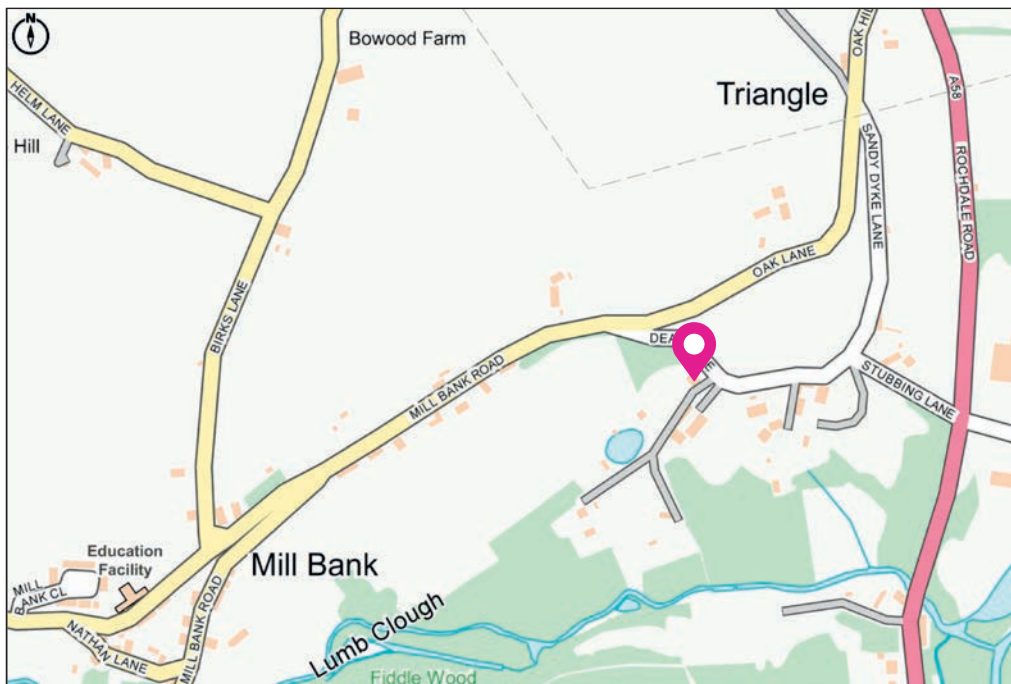 N
Bowood Farm
OAK HIL
A58
HELM LANE
Triangle
Hill
SANDY DYKE LANE
ROCHDALE ROAD
BIRKS LANE
OAK LANE
MILL BANK ROAD
STUBBING LANE
Education
Facility
Mill Bank
MILL
BANK CL
MILL BANK ROAD
NATHAN LANE
Lumb Clough
Fiddle Wood